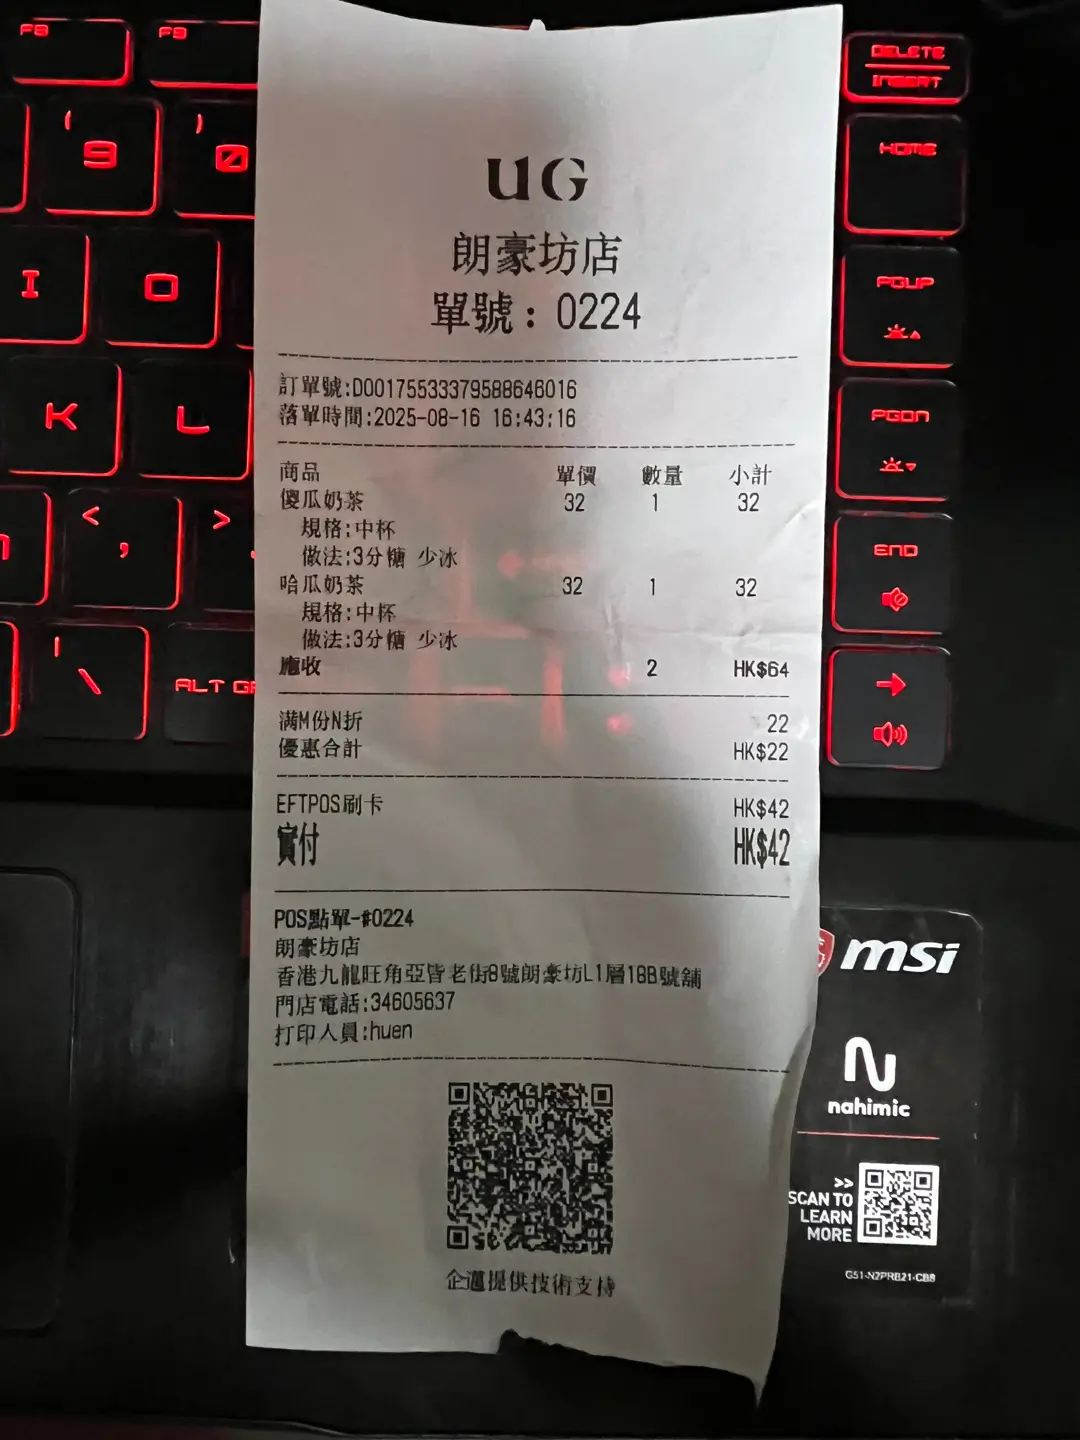 F8
F9
DELETE
INSERT
( 9
) 0
HOME
I
O
PGUP
K
L
PGDN
<
,
>
END
\
ALT GR
UG
朗豪坊店
單號: 0224
訂單號:D001755333379588646016
落單時間:2025-08-16 16:43:16
商品 單價 數量 小計
傻瓜奶茶 32 1 32
規格:中杯
做法:3分糖 少冰
哈瓜奶茶 32 1 32
規格:中杯
做法:3分糖 少冰
應收 2 HK$64
满M份N折 22
優惠合計 HK$22
EFTPOS刷卡 HK$42
實付 HK$42
POS點單-#0224
朗豪坊店
香港九龍旺角亞皆老街8號朗豪坊L1層18B號舖
門店電話:34605637
打印人員:huen
企邁提供技術支持
msi
nahimic
>>
SCAN TO
LEARN
MORE
G51-N7PRB21-CB8